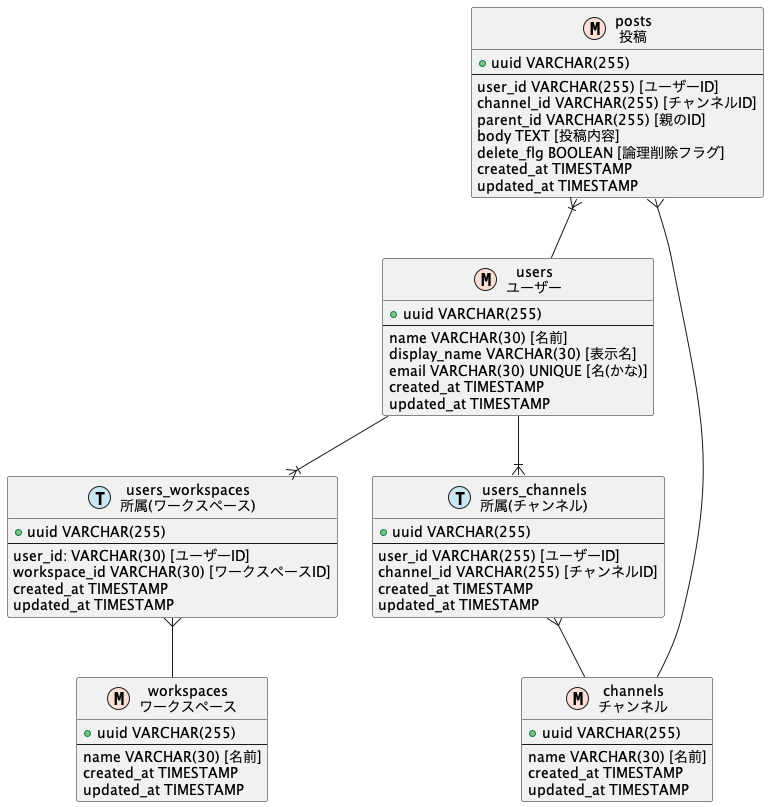 M posts
投稿
uuid VARCHAR(255)
user_id VARCHAR(255) [ユーザーID]
channel_id VARCHAR(255) [チャンネルID]
parent_id VARCHAR(255) [親のID]
body TEXT [投稿内容]
delete_flg BOOLEAN [論理削除フラグ]
created_at TIMESTAMP
updated_at TIMESTAMP
M users
ユーザー
uuid VARCHAR(255)
name VARCHAR(30) [名前]
display_name VARCHAR(30) [表示名]
email VARCHAR(30) UNIQUE [名(かな)]
created_at TIMESTAMP
updated_at TIMESTAMP
T users_workspaces
所属(ワークスペース)
uuid VARCHAR(255)
user_id: VARCHAR(30) [ユーザーID]
workspace_id VARCHAR(30) [ワークスペースID]
created_at TIMESTAMP
updated_at TIMESTAMP
T users_channels
所属(チャンネル)
uuid VARCHAR(255)
user_id VARCHAR(255) [ユーザーID]
channel_id VARCHAR(255) [チャンネルID]
created_at TIMESTAMP
updated_at TIMESTAMP
M workspaces
ワークスペース
uuid VARCHAR(255)
name VARCHAR(30) [名前]
created_at TIMESTAMP
updated_at TIMESTAMP
M channels
チャンネル
uuid VARCHAR(255)
name VARCHAR(30) [名前]
created_at TIMESTAMP
updated_at TIMESTAMP